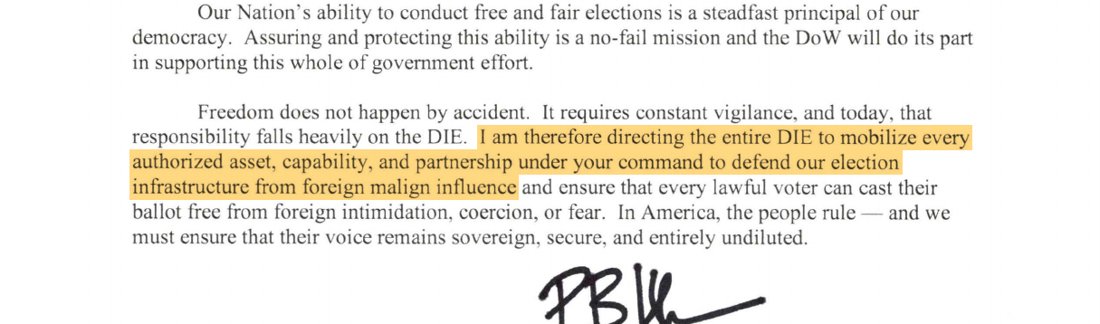 Our Nation's ability to conduct free and fair elections is a steadfast principal of our
democracy. Assuring and protecting this ability is a no-fail mission and the DoW will do its part
in supporting this whole of government effort.
Freedom does not happen by accident. It requires constant vigilance, and today, that
responsibility falls heavily on the DIE. I am therefore directing the entire DIE to mobilize every
authorized asset, capability, and partnership under your command to defend our election
infrastructure from foreign malign influence and ensure that every lawful voter can cast their
ballot free from foreign intimidation, coercion, or fear. In America, the people rule — and we
must ensure that their voice remains sovereign, secure, and entirely undiluted.